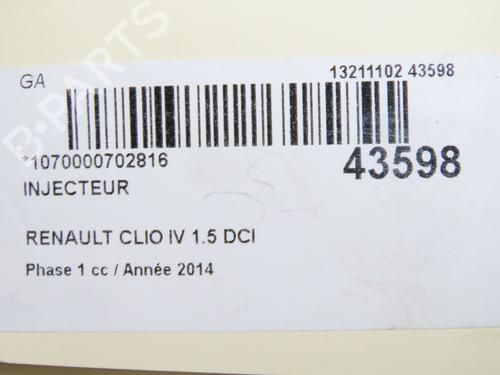 GA
13211102 43598
*1070000702816
43598
INJECTEUR
RENAULT CLIO IV 1.5 DCI
Phase 1 cc / Année 2014
B-PARTS